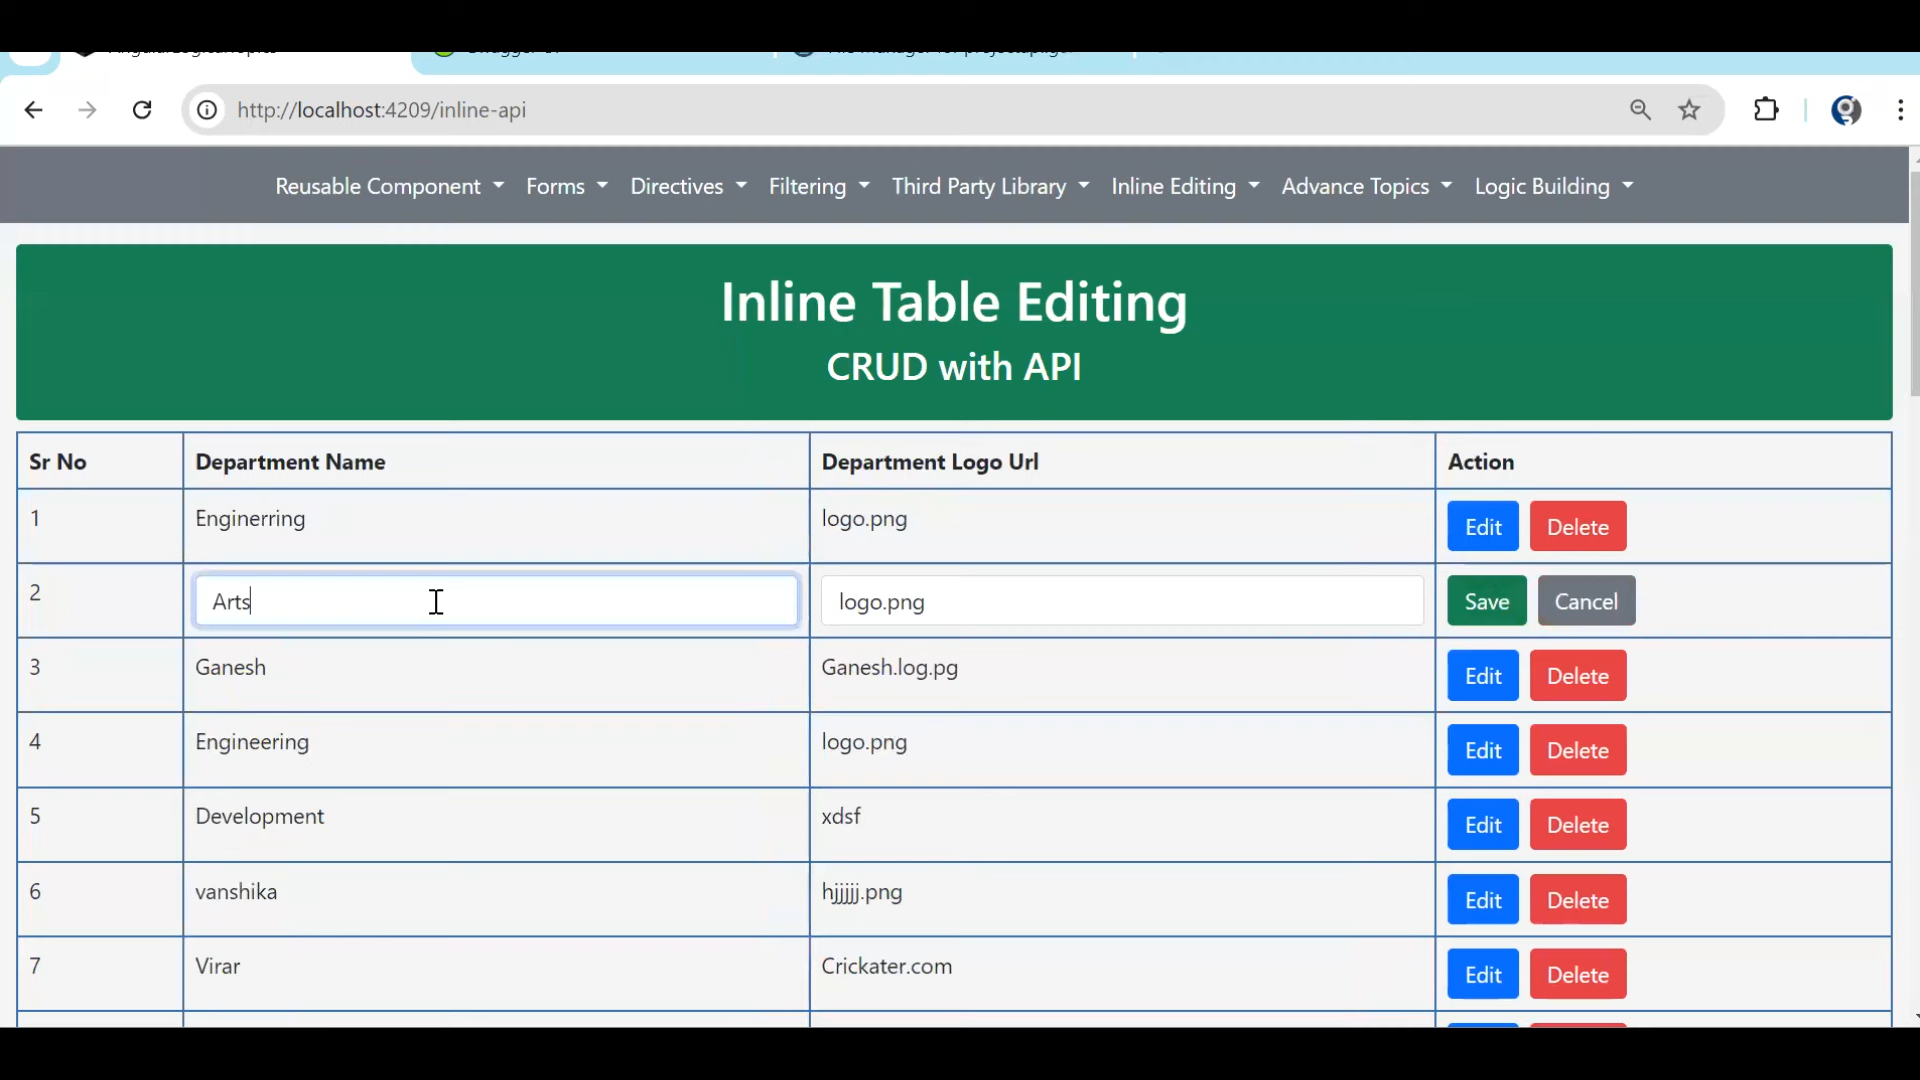 http://localhost:4209/inline-api
Reusable Component Forms Directives Filtering Third Party Library Inline Editing Advance Topics Logic Building
Inline Table Editing
CRUD with API
Sr No Department Name Department Logo Url Action
1 Enginerring logo.png Edit Delete
2 Arts logo.png Save Cancel
3 Ganesh Ganesh.log.pg Edit Delete
4 Engineering logo.png Edit Delete
5 Development xdsf Edit Delete
6 vanshika hjjjjj.png Edit Delete
7 Virar Crickater.com Edit Delete